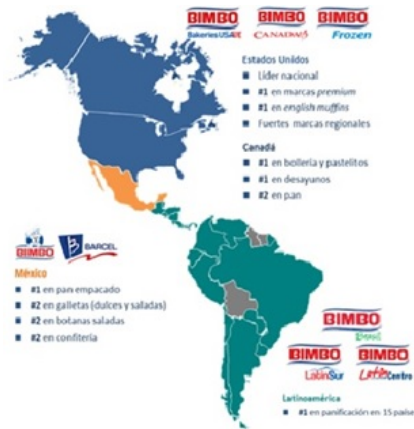 BIMBO
Bakeries USA
BIMBO
CANADA
BIMBO
Frozen
Estados Unidos
Líder nacional
#1 en marcas premium
#1 en english muffins
Fuertes marcas regionales
Canadá
#1 en bollería y pastelitos
#1 en desayunos
#2 en pan
BIMBO
BARCEL
México
#1 en pan empacado
#2 en galletas (dulces y saladas)
#2 en botanas saladas
#2 en confitería
BIMBO
BIMBO
LatinSur
BIMBO
LatinCentro
Latinoamérica
#1 en panificación en 15 paíse